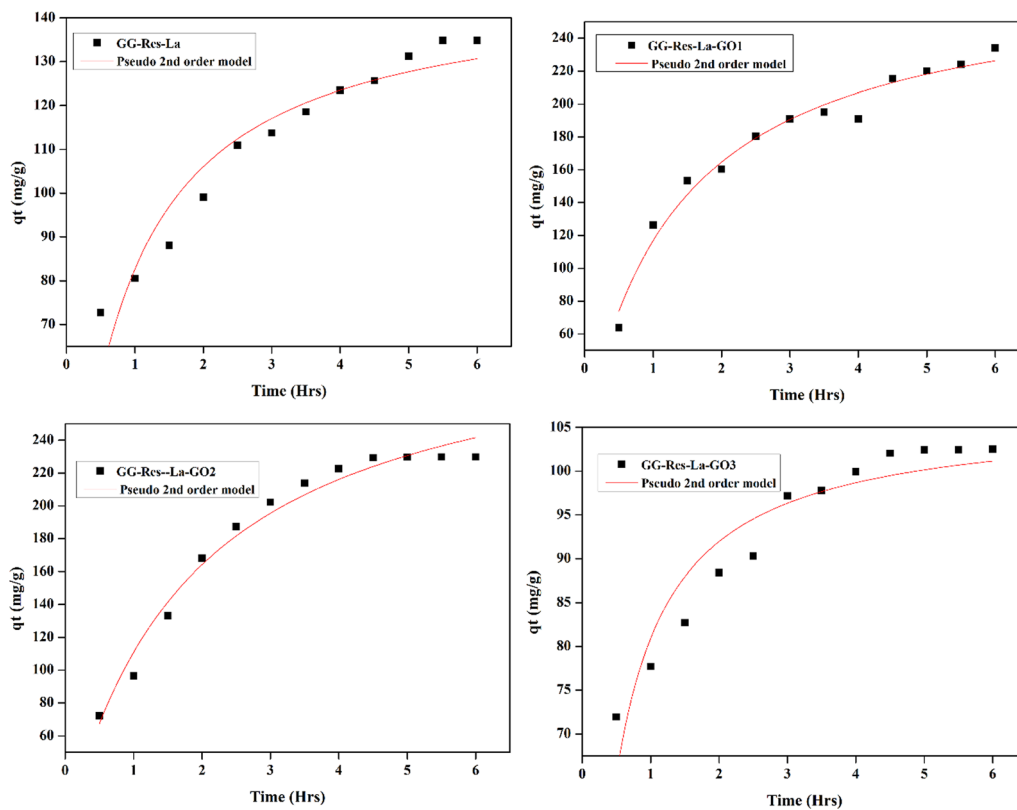 140
130
120
110
100
90
80
70
qt (mg/g)
GG-Res-La
Pseudo 2nd order model
0 1 2 3 4 5 6
Time (Hrs)
240
220
200
180
160
140
120
100
80
60
qt (mg/g)
GG-Res-La-GO1
Pseudo 2nd order model
0 1 2 3 4 5 6
Time (Hrs)
240
220
200
180
160
140
120
100
80
60
qt (mg/g)
GG-Res--La-GO2
Pseudo 2nd order model
0 1 2 3 4 5 6
Time (Hrs)
105
100
95
90
85
80
75
70
qt (mg/g)
GG-Res-La-GO3
Pseudo 2nd order model
0 1 2 3 4 5 6
Time (Hrs)